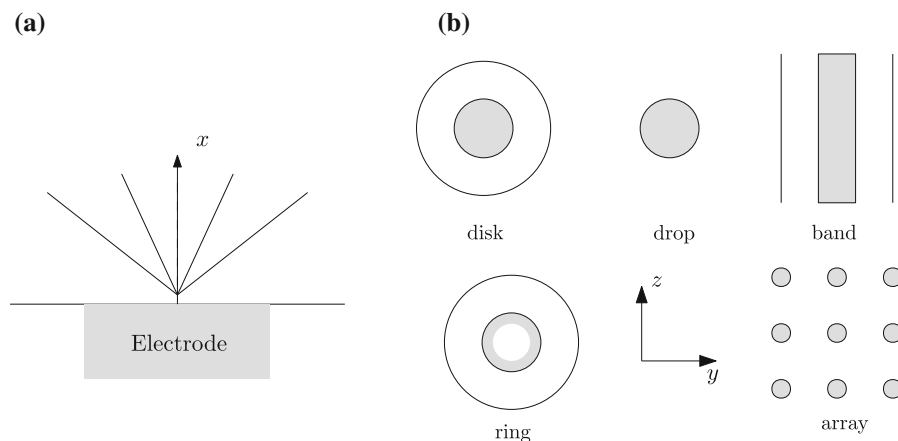 (a)
x
Electrode
(b)
disk
drop
band
ring
z
y
array